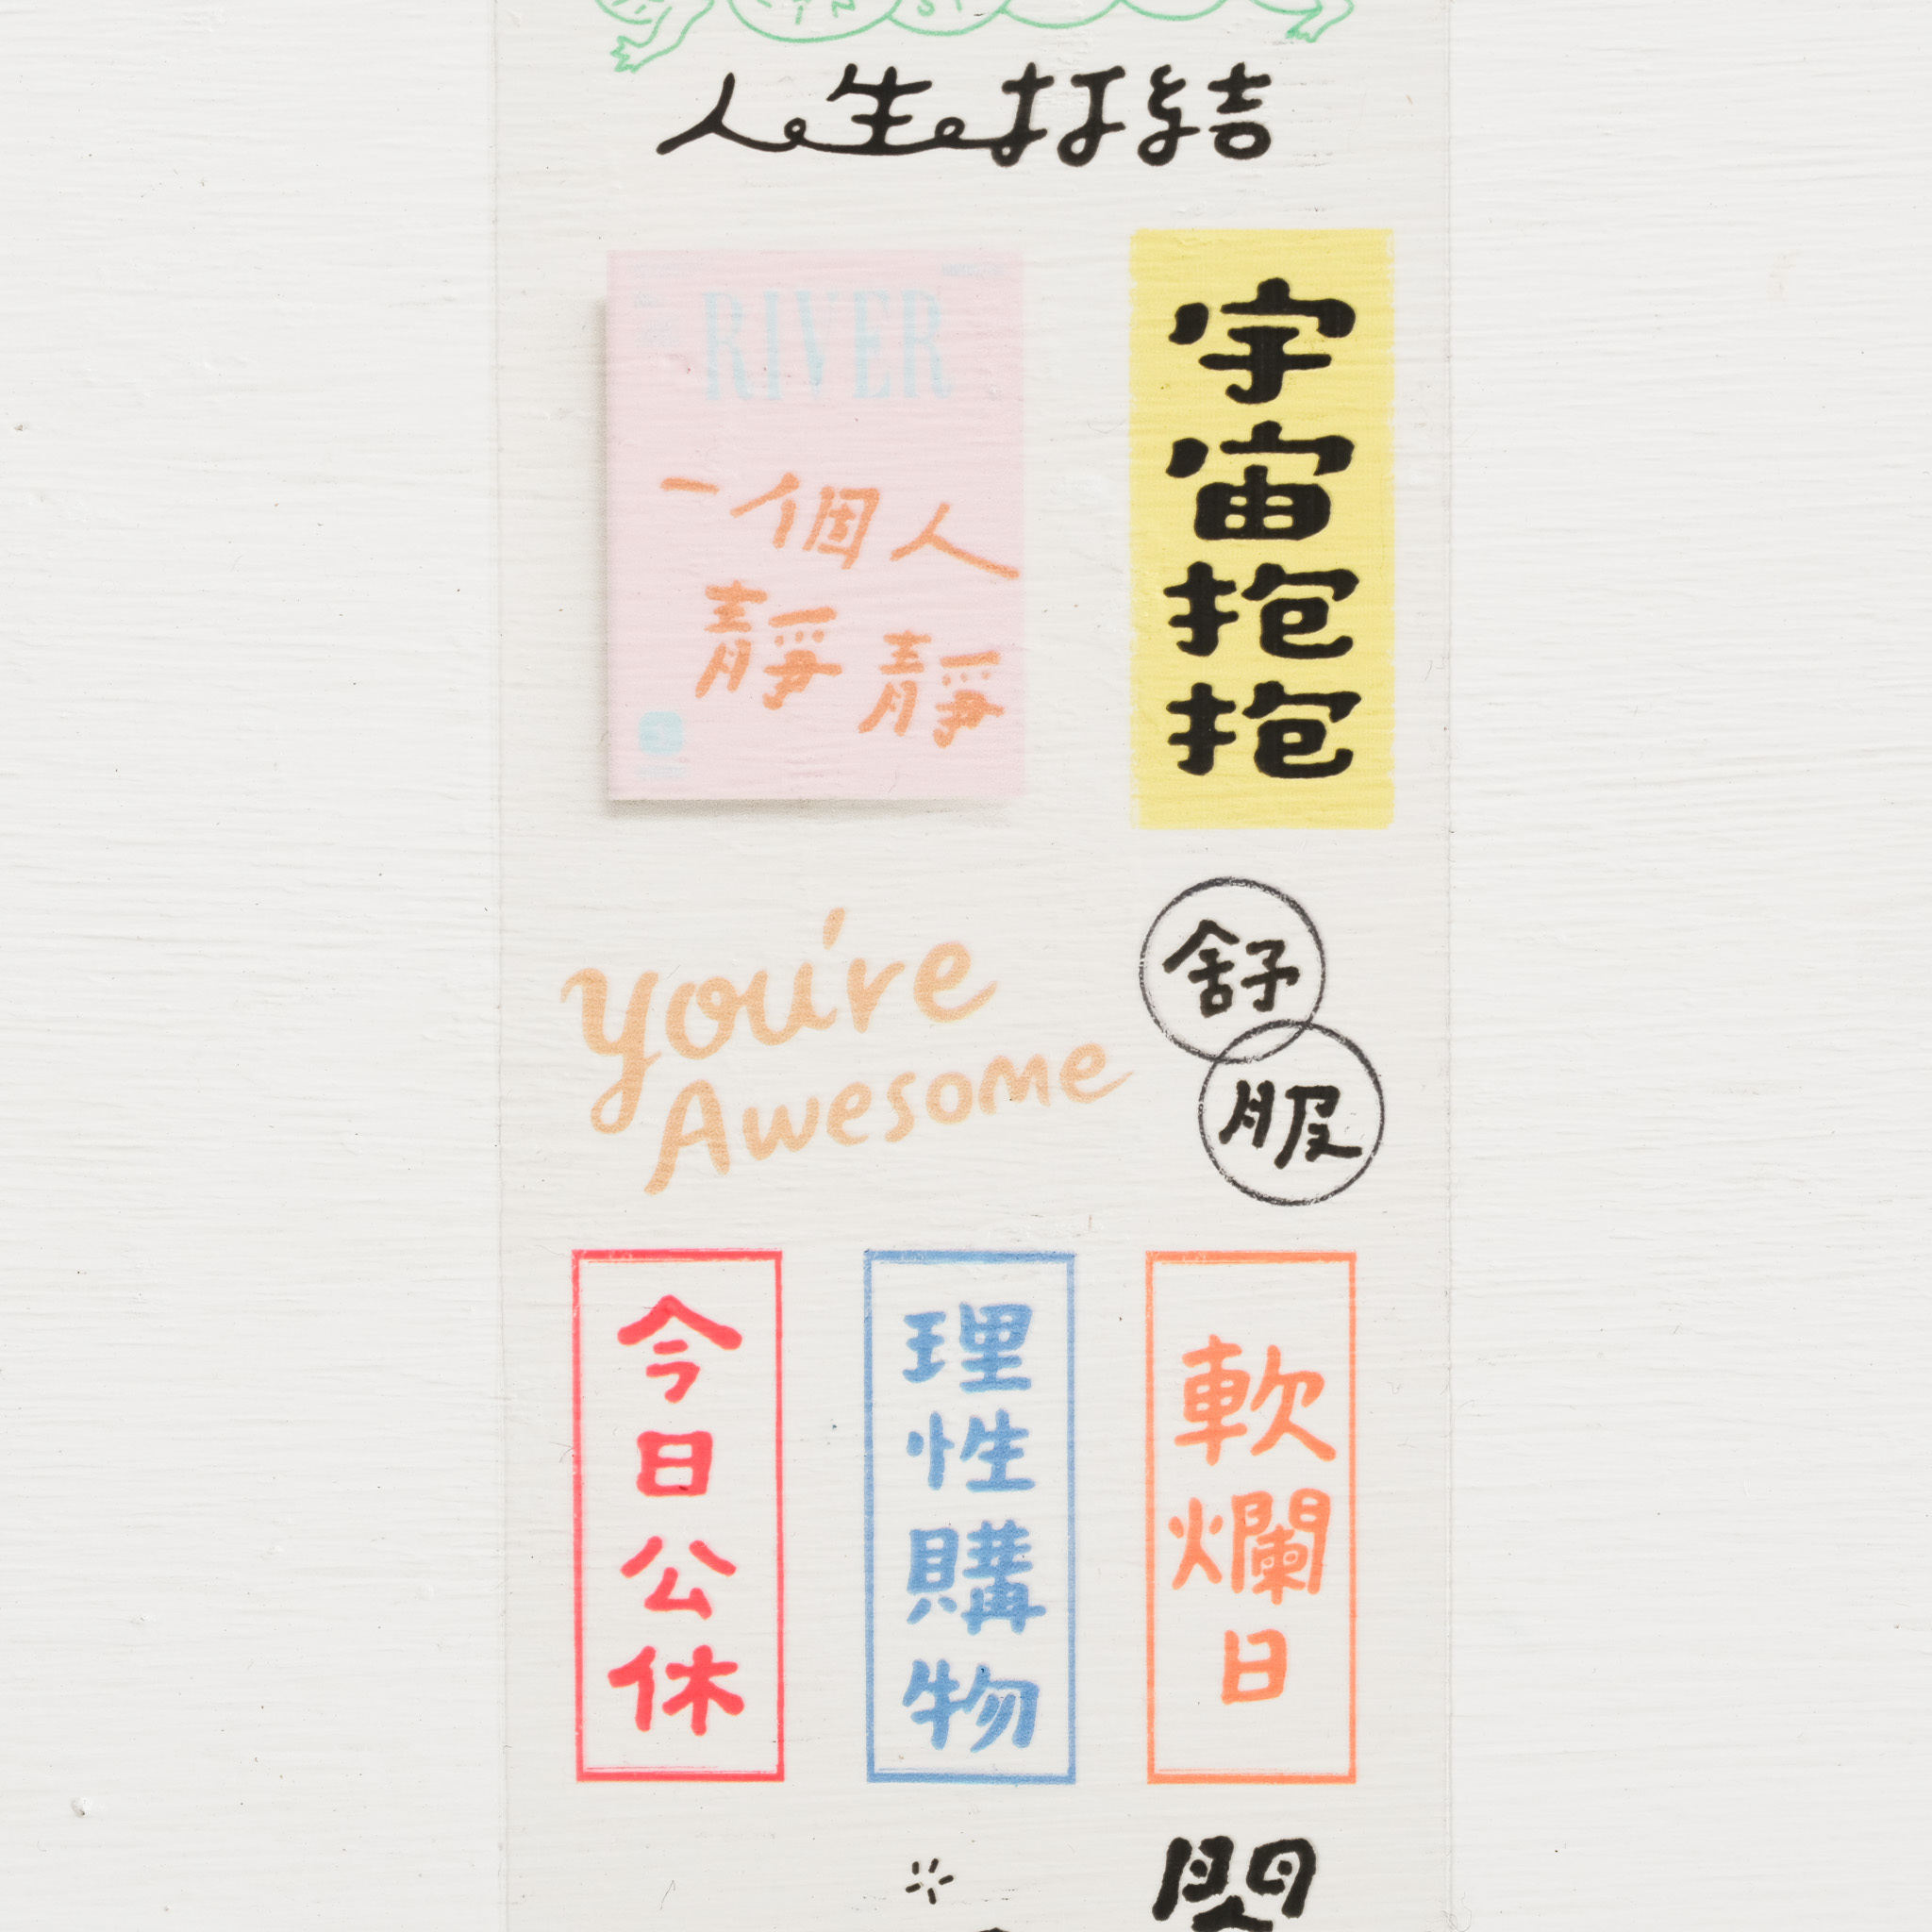 人生打結
RIVER
一個人
靜靜
宇宙抱抱
you're
Awesome
舒
服
今日公休
理性購物
軟爛日